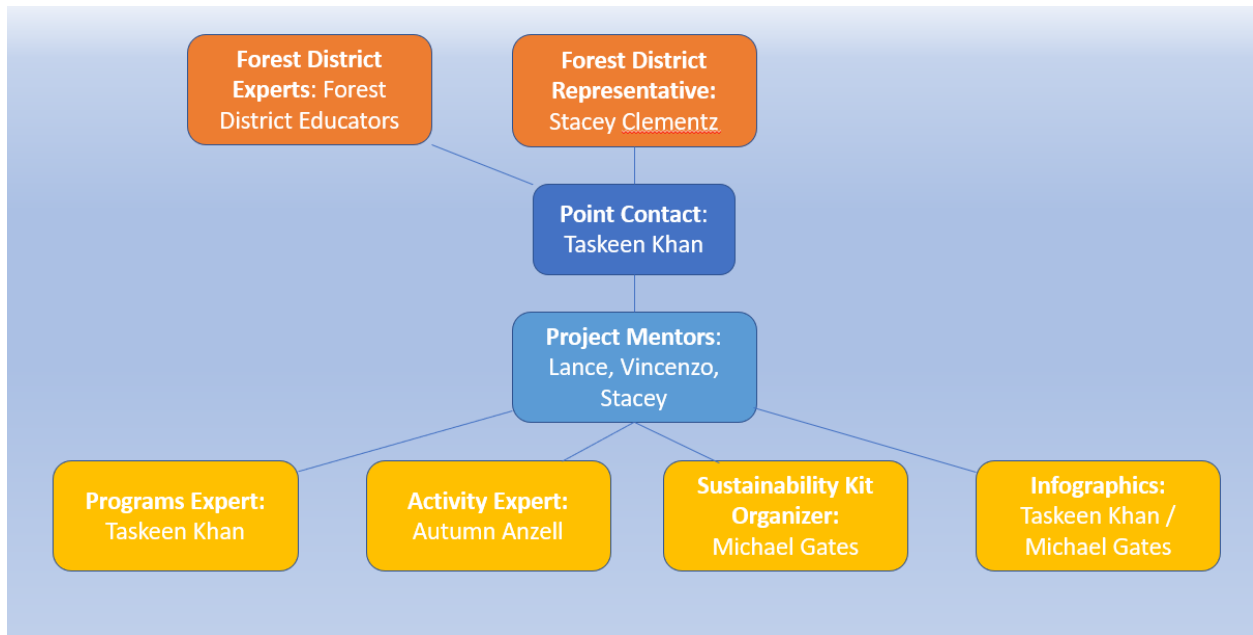 Forest District
Experts: Forest
District Educators
Forest District
Representative:
Stacey Clementz
Point Contact:
Taskeen Khan
Project Mentors:
Lance, Vincenzo,
Stacey
Programs Expert:
Taskeen Khan
Activity Expert:
Autumn Anzell
Sustainability Kit
Organizer:
Michael Gates
Infographics:
Taskeen Khan /
Michael Gates